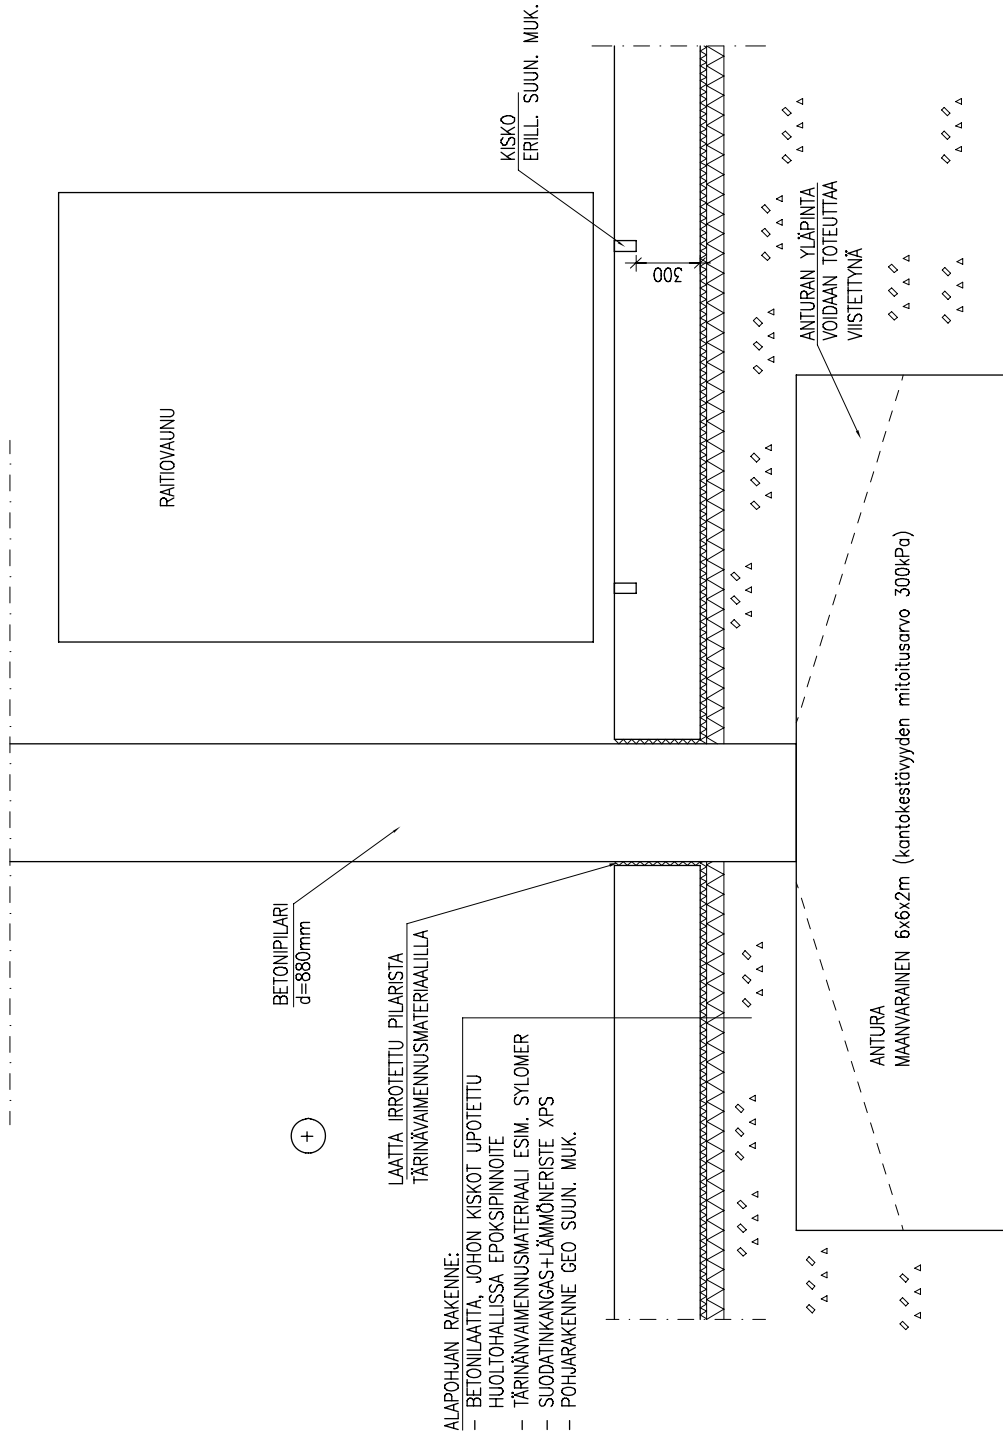 RAITIOVAUNU
KISKO
ERILL. SUUN. MUK.
300
BETONIPILARI
d=880mm
LAATTA IRROTETTU PILARISTA
TÄRINÄVAIMENNUSMATERIAALILLA
ALAPOHJAN RAKENNE:
- BETONILAATTA, JOHON KISKOT UPOTETTU
HUOLTOHALLISSA EPOKSIPINNOITE
- TÄRINÄNVAIMENNUSMATERIAALI ESIM. SYLOMER
- SUODATINKANGAS+LÄMMÖNERISTE XPS
- POHJARAKENNE GEO SUUN. MUK.
ANTURAN YLÄPINTA
VOIDAAN TOTEUTTAA
VIISTETTYNÄ
ANTURA
MAANVARAINEN 6x6x2m (kantokestävyyden mitoitusarvo 300kPa)